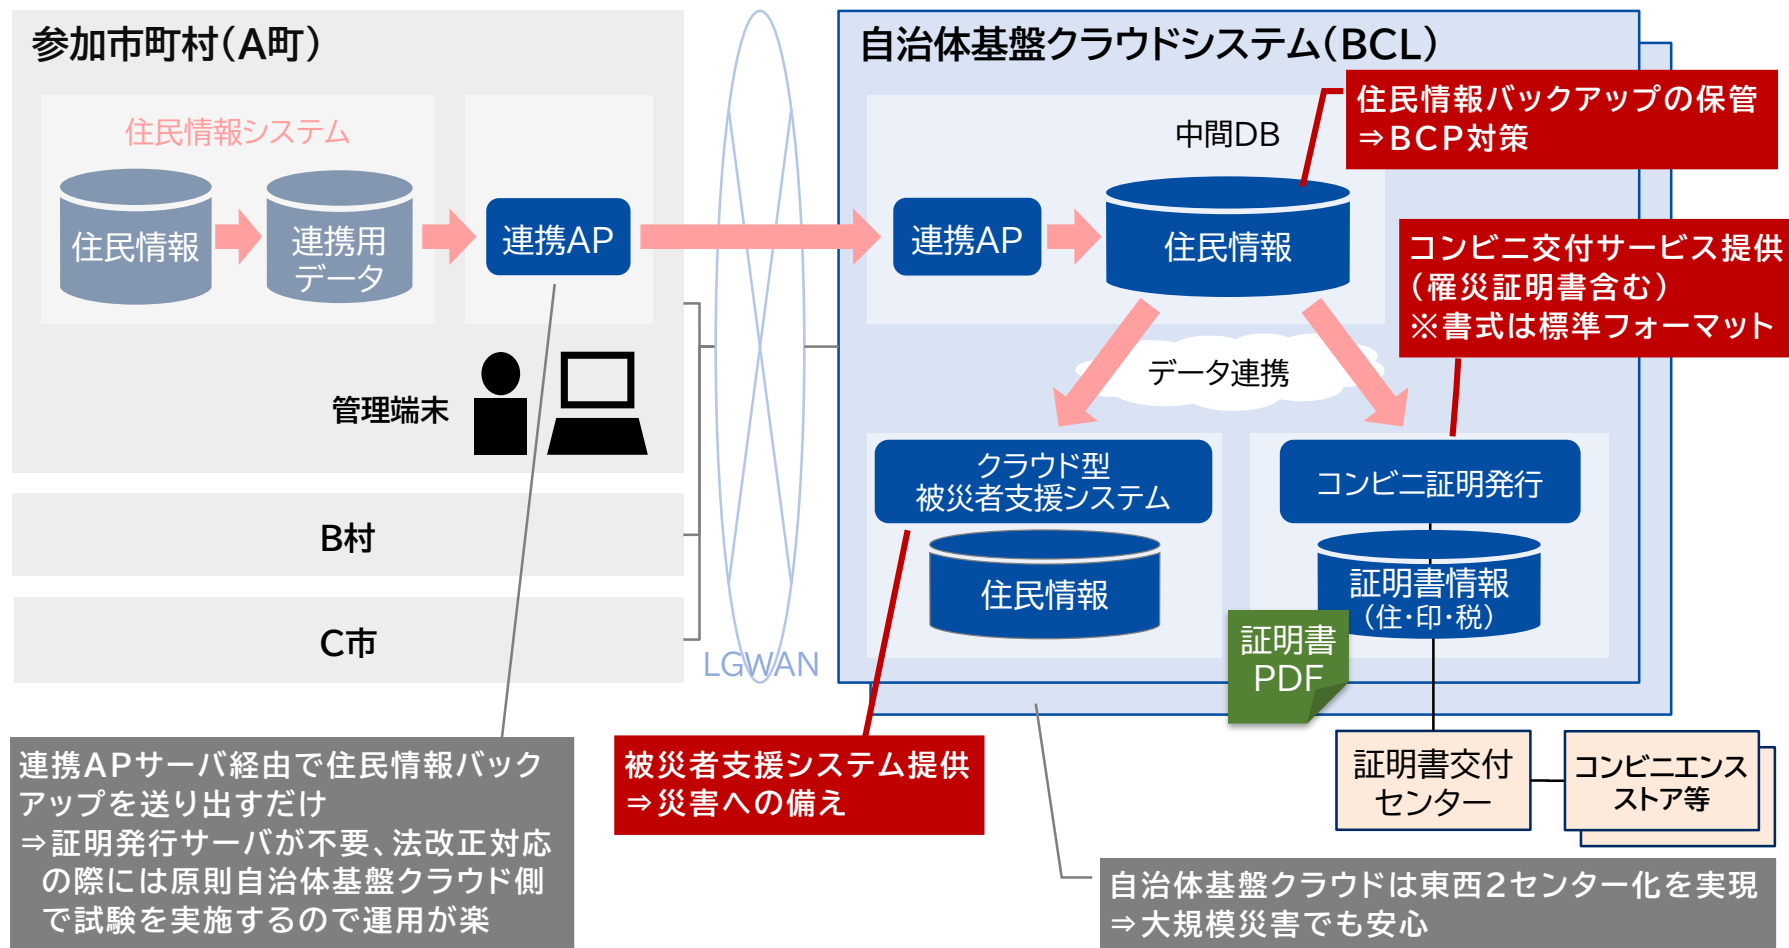 参加市町村（A町）
住民情報システム
住民情報
連携用
データ
連携AP
管理端末
B村
C市
LGWAN
自治体基盤クラウドシステム（BCL）
中間DB
連携AP
住民情報
データ連携
クラウド型
被災者支援システム
住民情報
コンビニ証明発行
証明書情報
（住・印・税）
証明書
PDF
証明書交付
センター
コンビニエンス
ストア等
住民情報バックアップの保管
⇒BCP対策
コンビニ交付サービス提供
（罹災証明書含む）
※書式は標準フォーマット
連携APサーバ経由で住民情報バック
アップを送り出すだけ
⇒証明発行サーバが不要、法改正対応
の際には原則自治体基盤クラウド側
で試験を実施するので運用が楽
被災者支援システム提供
⇒災害への備え
自治体基盤クラウドは東西2センター化を実現
⇒大規模災害でも安心